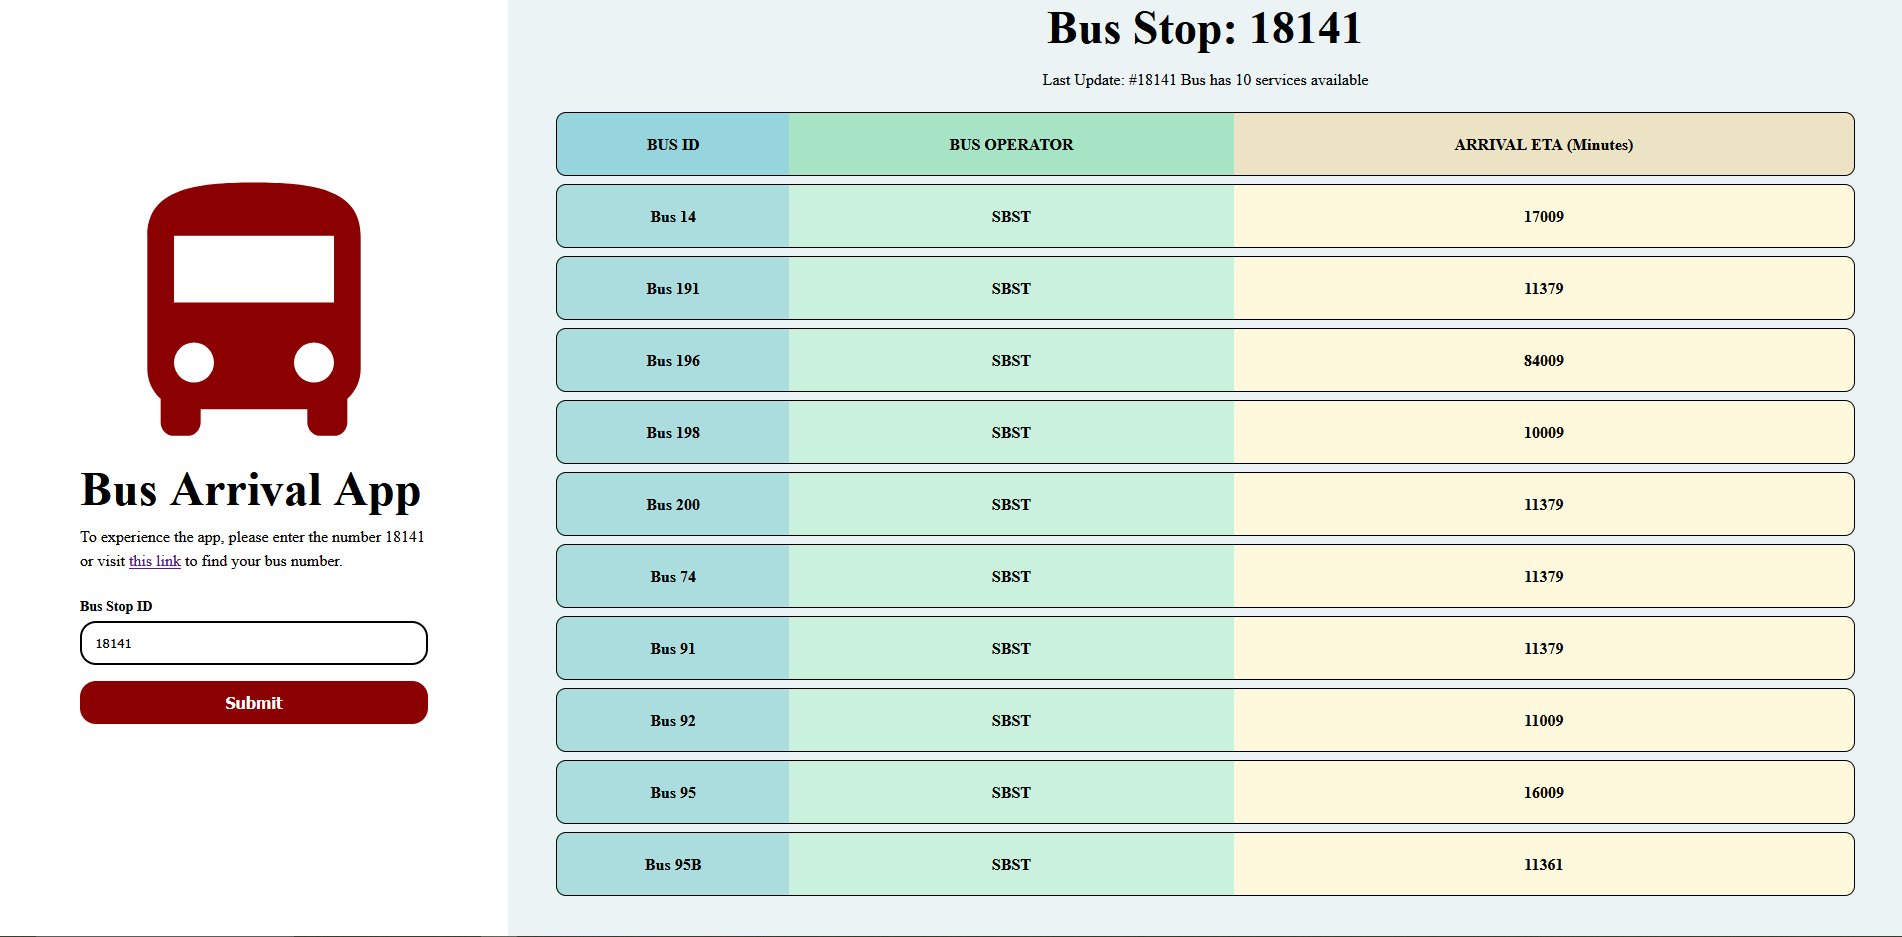 Bus Arrival App
To experience the app, please enter the number 18141
or visit this link to find your bus number.
Bus Stop ID
18141
Submit
Bus Stop: 18141
Last Update: #18141 Bus has 10 services available
BUS ID BUS OPERATOR ARRIVAL ETA (Minutes)
Bus 14 SBST 17009
Bus 191 SBST 11379
Bus 196 SBST 84009
Bus 198 SBST 10009
Bus 200 SBST 11379
Bus 74 SBST 11379
Bus 91 SBST 11379
Bus 92 SBST 11009
Bus 95 SBST 16009
Bus 95B SBST 11361